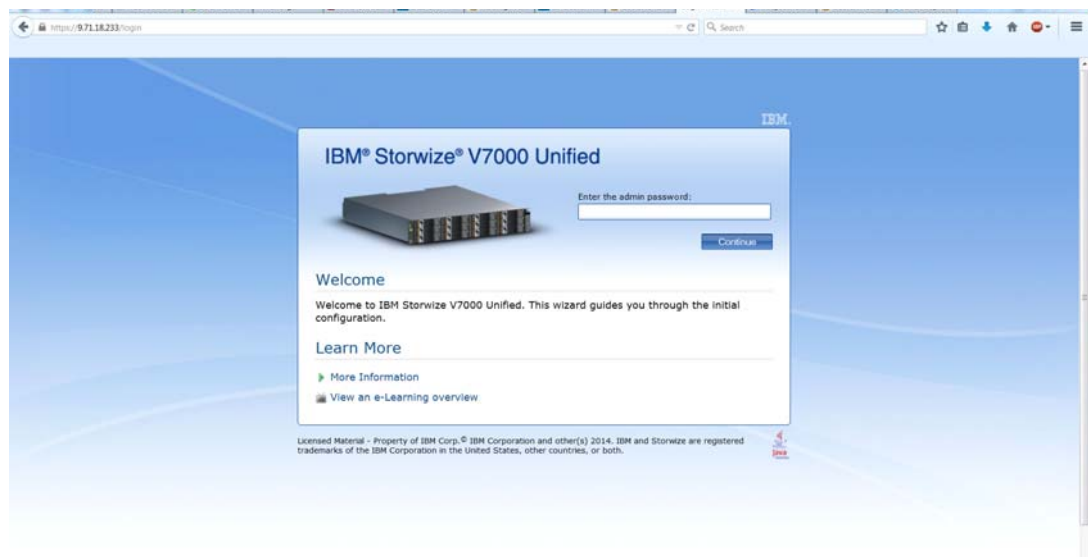 https://9.71.18.233/login
Search
IBM.
IBM® Storwize® V7000 Unified
Enter the admin password:
Continue
Welcome
Welcome to IBM Storwize V7000 Unified. This wizard guides you through the initial
configuration.
Learn More
More Information
View an e-Learning overview
Licensed Material - Property of IBM Corp.© IBM Corporation and other(s) 2014. IBM and Storwize are registered
trademarks of the IBM Corporation in the United States, other countries, or both.
Java